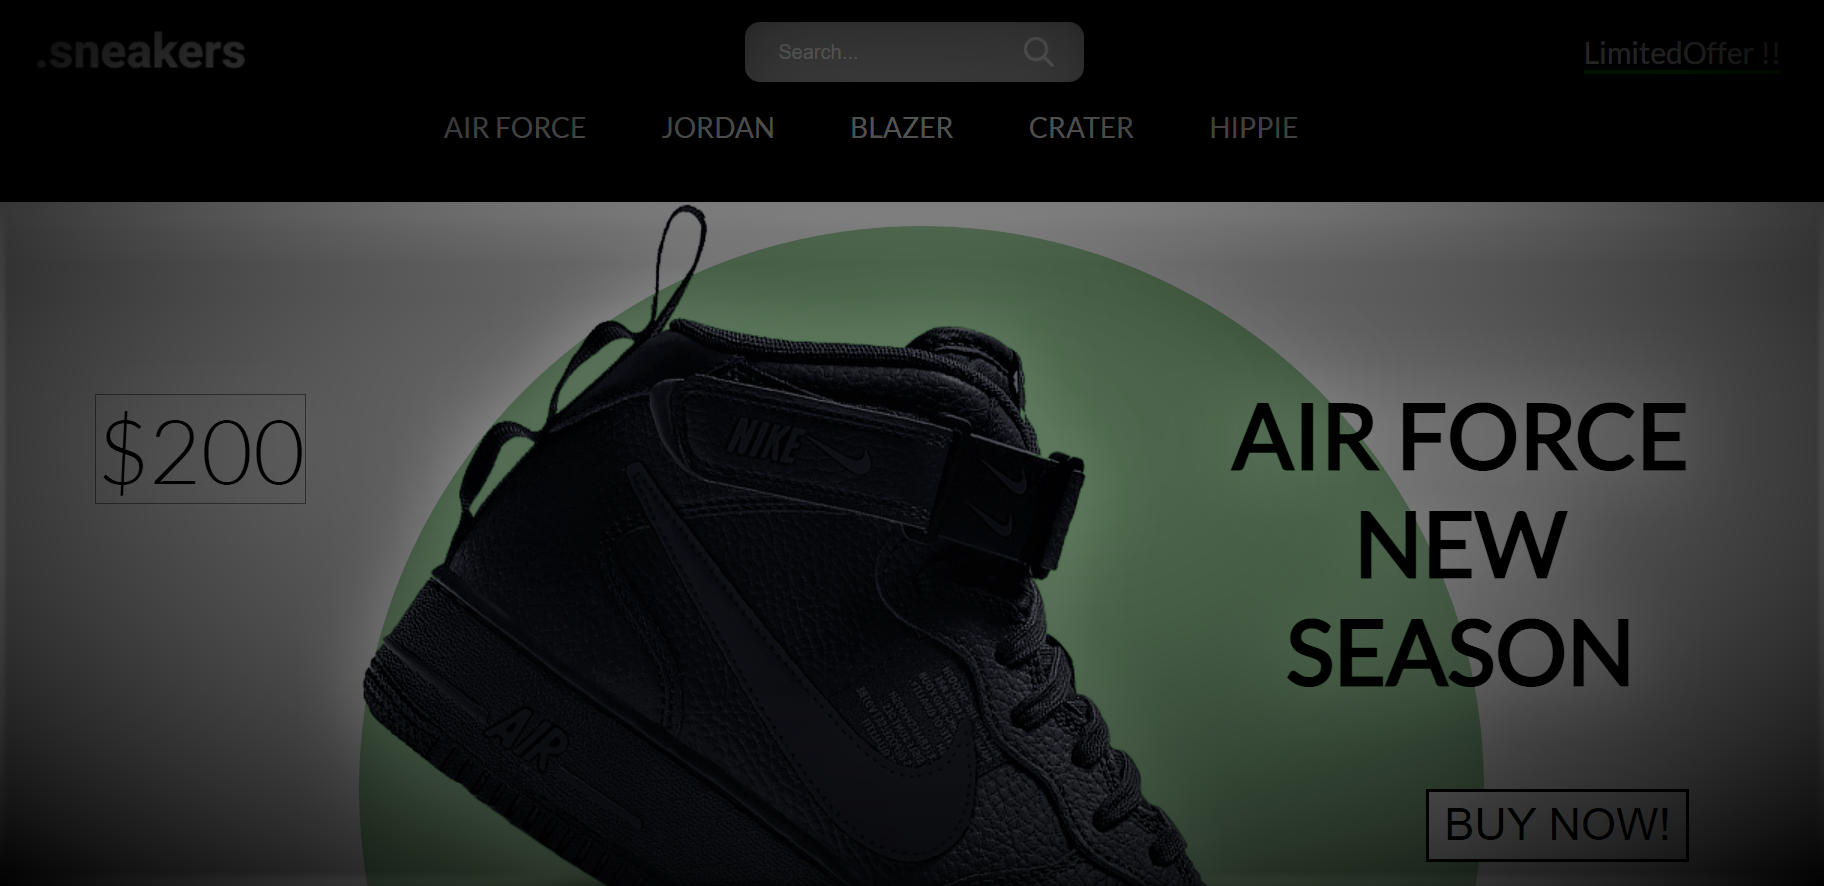 .sneakers
Search...
LimitedOffer !!
AIR FORCE
JORDAN
BLAZER
CRATER
HIPPIE
$200
NIKE
AIR
AIR FORCE
NEW
SEASON
BUY NOW!